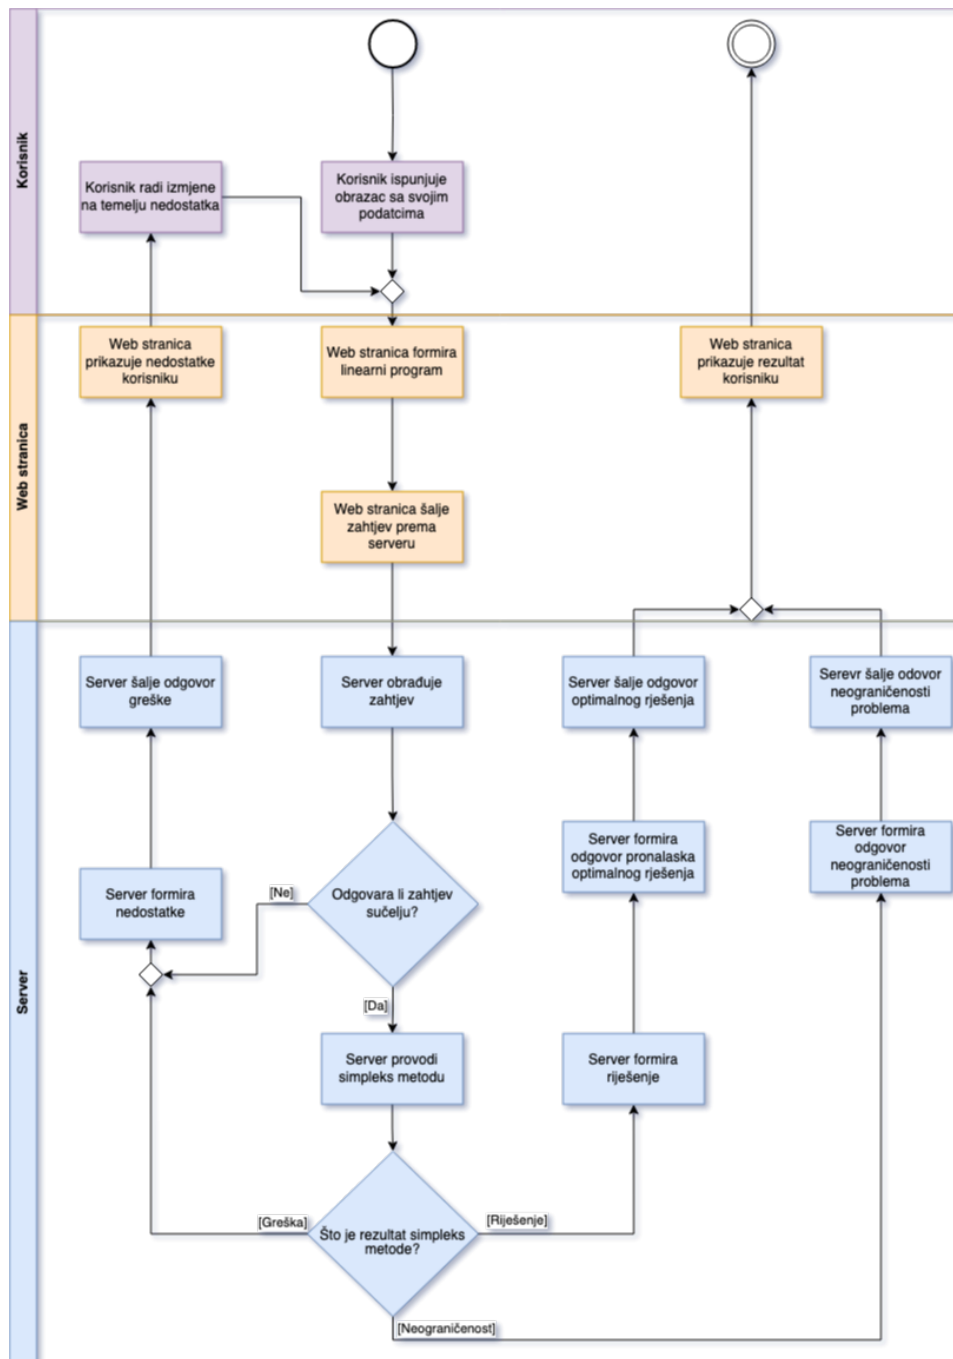 Korisnik
Korisnik radi izmjene
na temelju nedostatka
Korisnik ispunjuje
obrazac sa svojim
podatcima
Web stranica
Web stranica
prikazuje nedostatke
korisniku
Web stranica formira
linearni program
Web stranica
prikazuje rezultat
korisniku
Web stranica šalje
zahtjev prema
serveru
Server
Server šalje odgovor
greške
Server obrađuje
zahtjev
Server šalje odgovor
optimalnog rješenja
Serevr šalje odovor
neograničenosti
problema
Server formira
nedostatke
[Ne]
Odgovara li zahtjev
sučelju?
Server formira
odgovor pronalaska
optimalnog rješenja
Server formira
odgovor
neograničenosti
problema
[Da]
Server provodi
simpleks metodu
Server formira
riješenje
[Greška]
Što je rezultat simpleks
metode?
[Riješenje]
[Neograničenost]